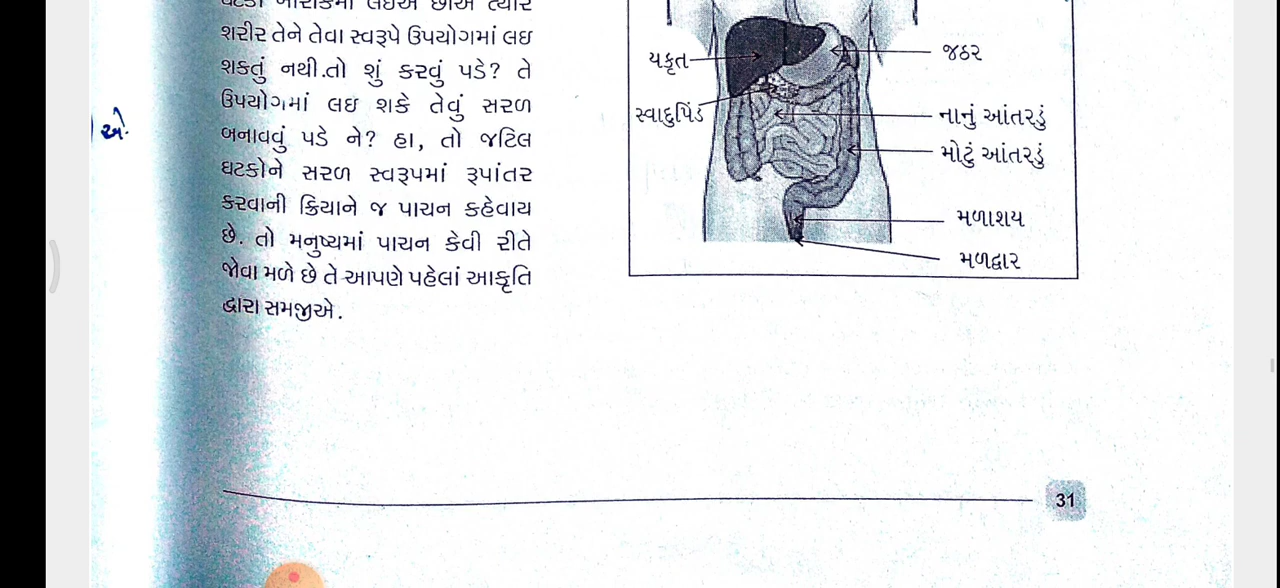 શરીર તેને તેવા સ્વરૂપે ઉપયોગમાં લઇ
શકતું નથી.તો શું કરવું પડે? તે
ઉપયોગમાં લઇ શકે તેવું સરળ
બનાવવું પડે ને? હા, તો જટિલ
ઘટકોને સરળ સ્વરૂપમાં રૂપાંતર
કરવાની ક્રિયાને જ પાચન કહેવાય
છે. તો મનુષ્યમાં પાચન કેવી રીતે
જોવા મળે છે તે આપણે પહેલાં આકૃતિ
દ્વારા સમજીએ.
યકૃત
સ્વાદુપિંડ
જઠર
નાનું આંતરડું
મોટું આંતરડું
મળાશય
મળદ્વાર
31